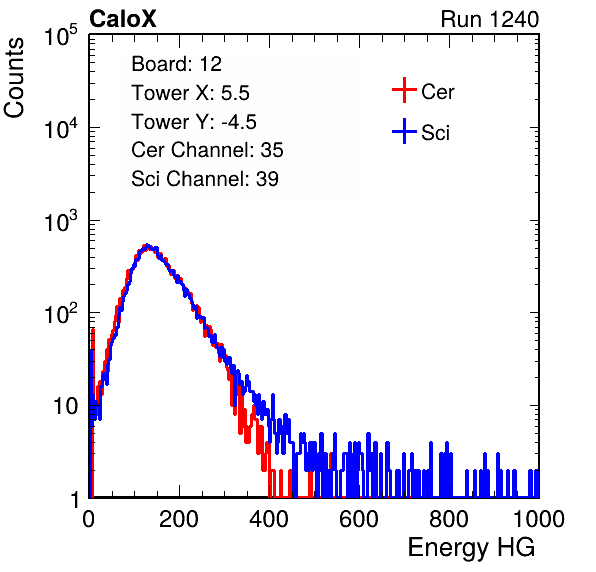 CaloX Run 1240
Counts
10^5
10^4
10^3
10^2
10
1
Board: 12
Tower X: 5.5
Tower Y: -4.5
Cer Channel: 35
Sci Channel: 39
Cer
Sci
0 200 400 600 800 1000
Energy HG